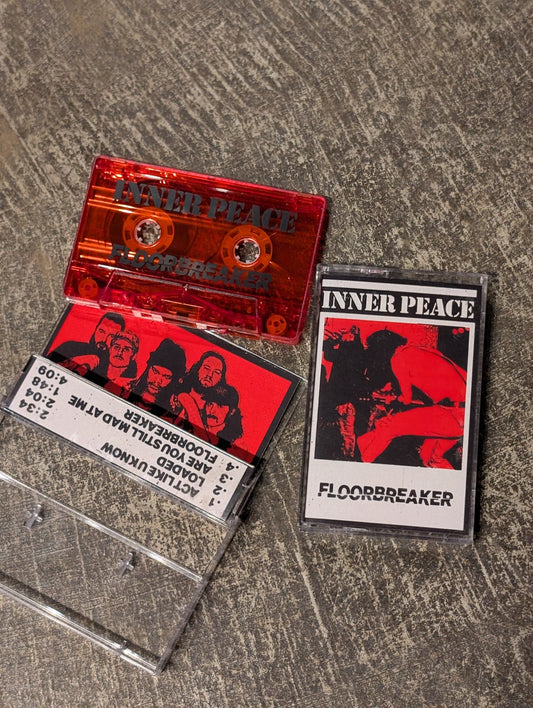 INNER PEACE
FLOORBREAKER
INNER PEACE
FLOORBREAKER
1. ACT LIKE U KNOW 2:34
2. LOADED 2:04
3. ARE YOU STILL MAD AT ME 1:48
4. FLOORBREAKER 4:09